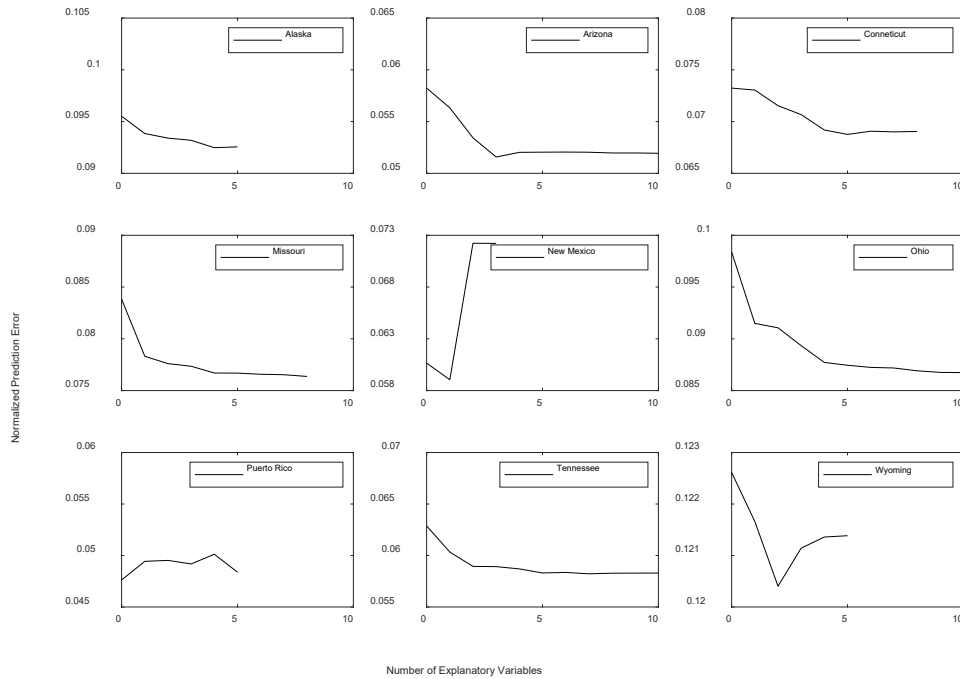 0.105 0.065 0.08
Alaska Arizona Conneticut
0.1 0.06 0.075
0.095 0.055 0.07
0.09 0.05 0.065
0 5 10 0 5 10 0 5 10
0.09 0.073 0.1
Missouri New Mexico Ohio
0.085 0.068 0.095
0.08 0.063 0.09
0.075 0.058 0.085
0 5 10 0 5 10 0 5 10
Normalized Prediction Error
0.06 0.07 0.123
Puerto Rico Tennessee Wyoming
0.055 0.065 0.122
0.05 0.06 0.121
0.045 0.055 0.12
0 5 10 0 5 10 0 5 10
Number of Explanatory Variables